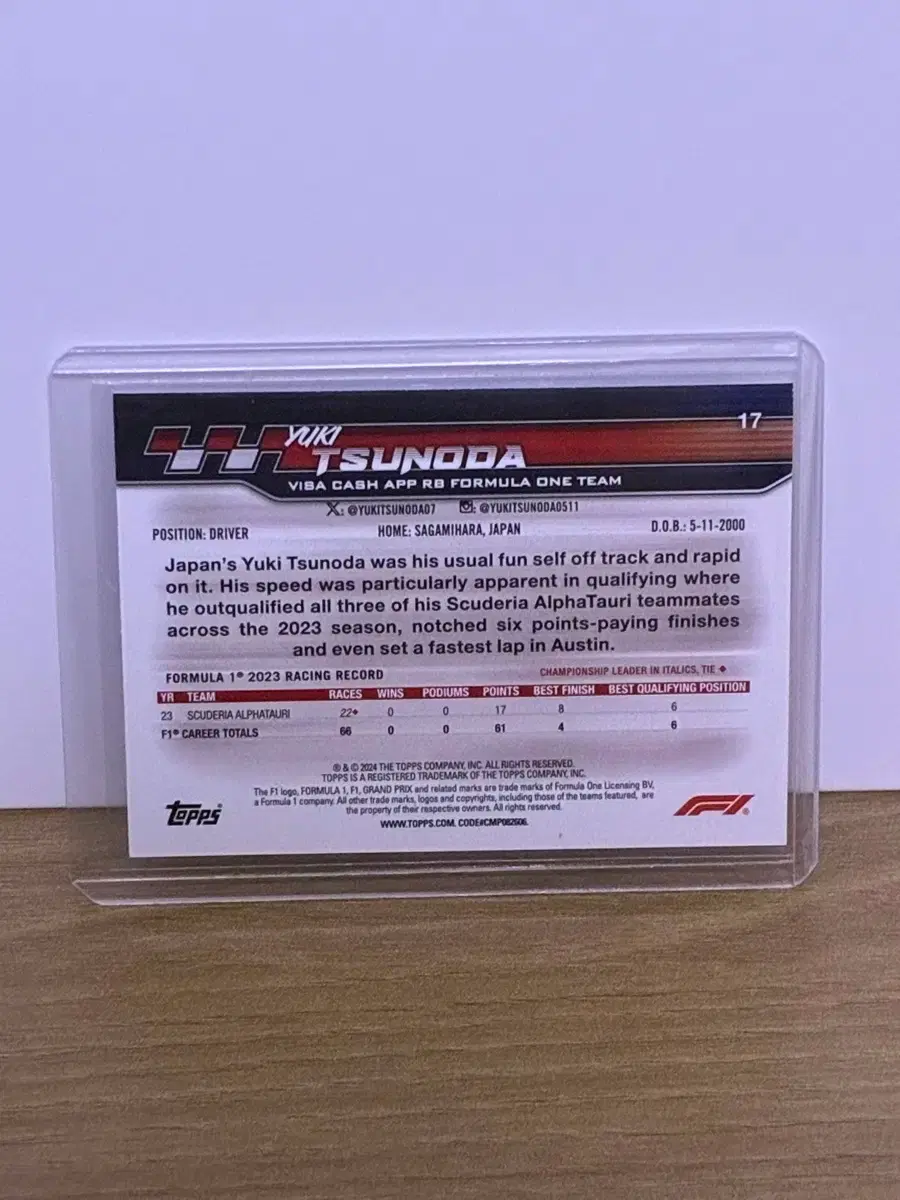 17
YUKI
TSUNODA
VISA CASH APP RB FORMULA ONE TEAM
X: @YUKITSUNODA07 : @YUKITSUNODA0511
POSITION: DRIVER HOME: SAGAMIHARA, JAPAN D.O.B.: 5-11-2000
Japan's Yuki Tsunoda was his usual fun self off track and rapid
on it. His speed was particularly apparent in qualifying where
he outqualified all three of his Scuderia AlphaTauri teammates
across the 2023 season, notched six points-paying finishes
and even set a fastest lap in Austin.
FORMULA 1® 2023 RACING RECORD CHAMPIONSHIP LEADER IN ITALICS, TIE ♦
YR TEAM RACES WINS PODIUMS POINTS BEST FINISH BEST QUALIFYING POSITION
23 SCUDERIA ALPHATAURI 22♦ 0 0 17 8 6
F1® CAREER TOTALS 66 0 0 61 4 6
® & © 2024 THE TOPPS COMPANY, INC. ALL RIGHTS RESERVED.
TOPPS IS A REGISTERED TRADEMARK OF THE TOPPS COMPANY, INC.
The F1 logo, FORMULA 1, F1, GRAND PRIX and related marks are trade marks of Formula One Licensing BV,
a Formula 1 company. All other trade marks, logos and copyrights, including those of the teams featured, are
the property of their respective owners. All rights reserved.
WWW.TOPPS.COM. CODE#CMP082606.
Topps®
F1®